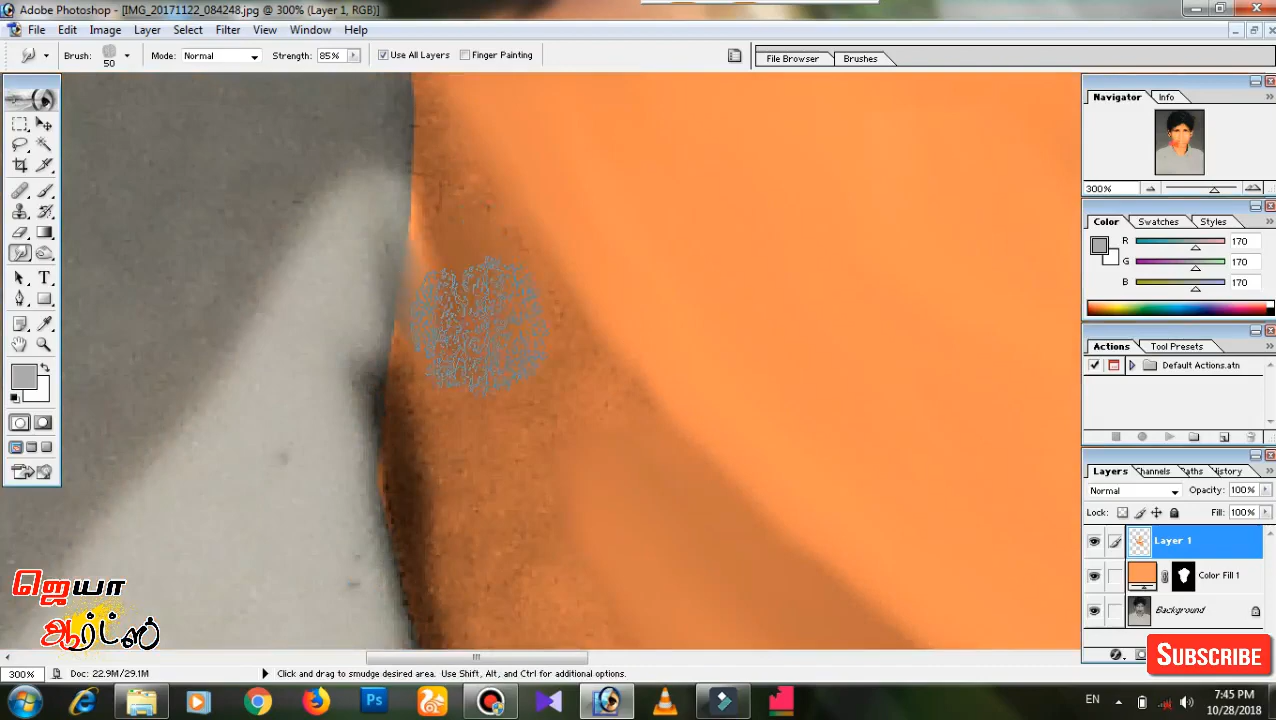 Adobe Photoshop - [IMG_20171122_084248.jpg @ 300% (Layer 1, RGB)]
File Edit Image Layer Select Filter View Window Help
Brush: 50 Mode: Normal Strength: 85% Use All Layers Finger Painting File Browser Brushes
Navigator Info
300%
Color Swatches Styles
R 170
G 170
B 170
Actions Tool Presets
Default Actions.atn
Layers Channels Paths History
Normal Opacity: 100%
Lock: Fill: 100%
Layer 1
Color Fill 1
Background
ஜெயா
ஆர்ட்ஸ்
SUBSCRIBE
300% Doc: 22.9M/29.1M Click and drag to smudge desired area. Use Shift, Alt, and Ctrl for additional options.
Ps EN 7:45 PM
10/28/2018